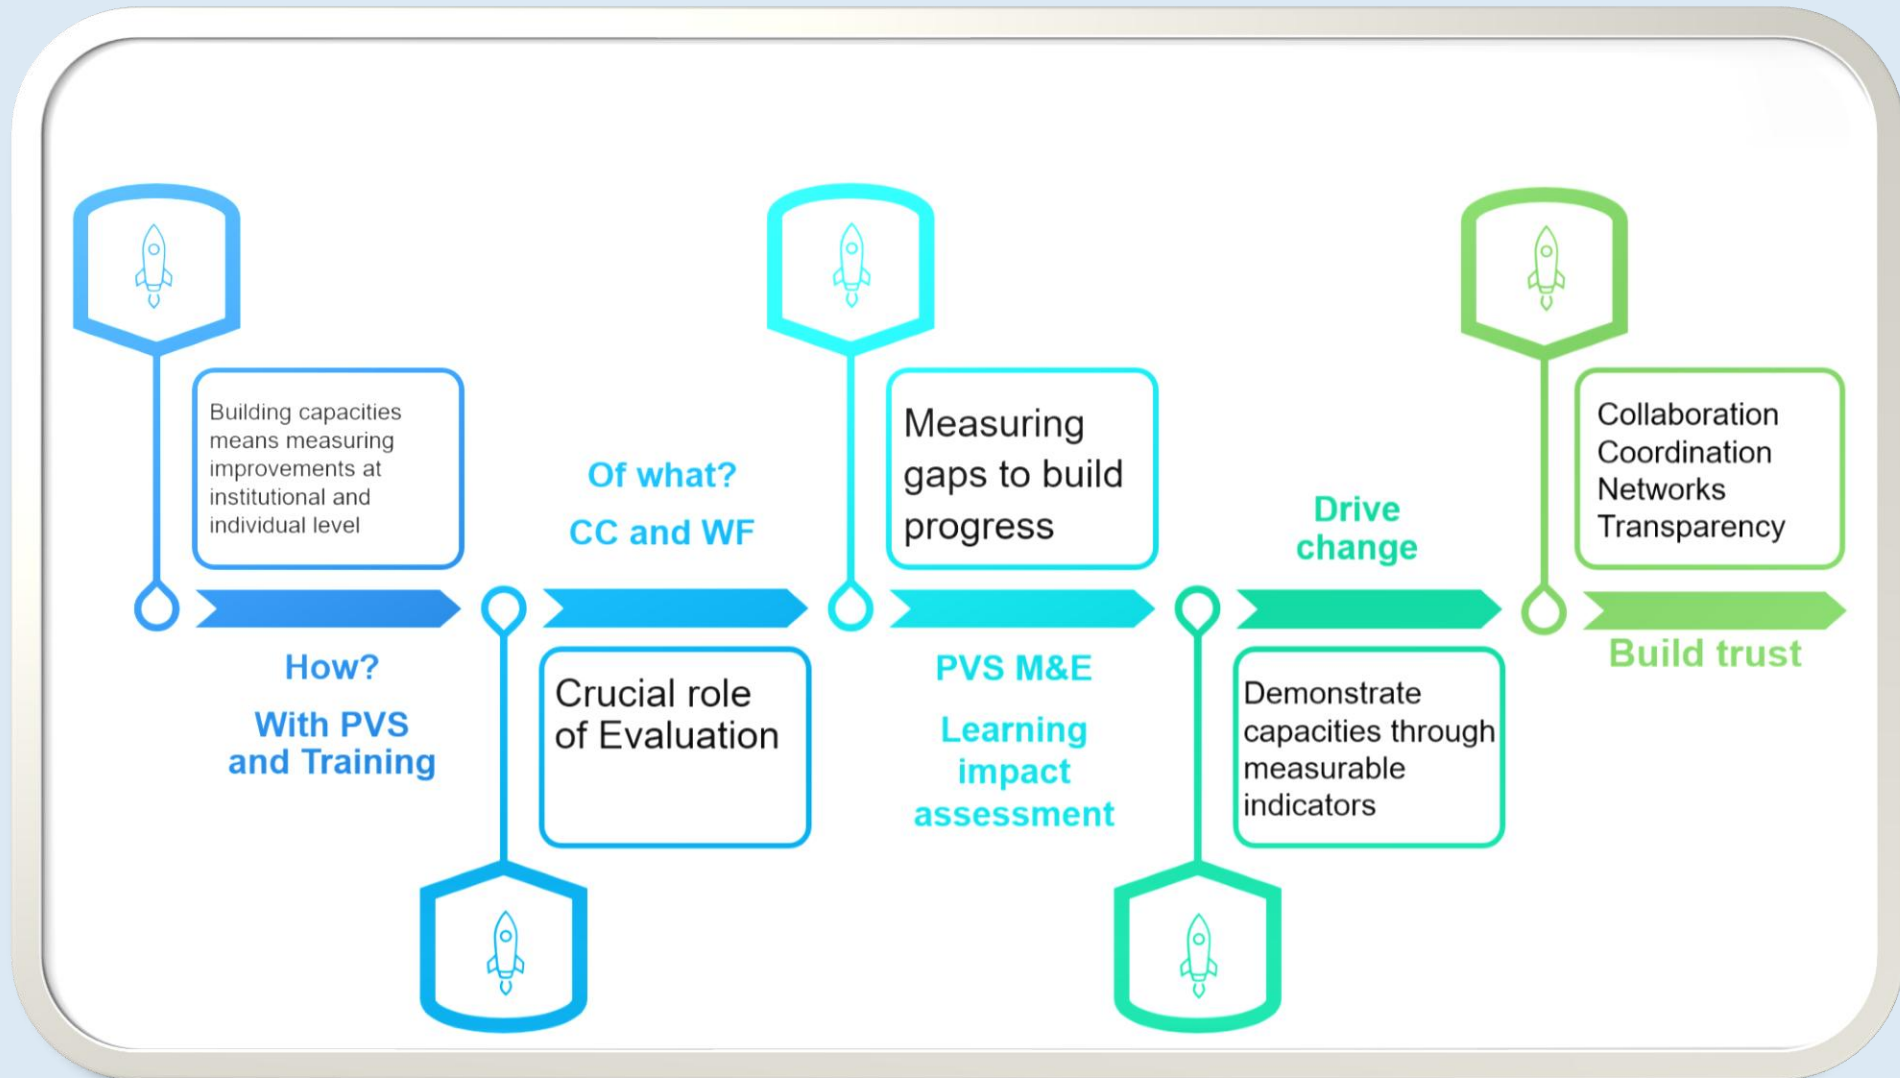 Building capacities
means measuring
improvements at
institutional and
individual level
How?
With PVS
and Training
Of what?
CC and WF
Crucial role
of Evaluation
Measuring
gaps to build
progress
PVS M&E
Learning
impact
assessment
Drive
change
Demonstrate
capacities through
measurable
indicators
Collaboration
Coordination
Networks
Transparency
Build trust